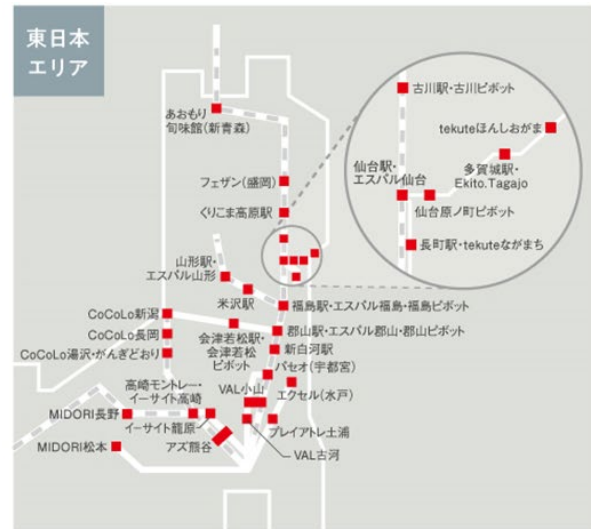 東日本
エリア
あおもり
旬味館(新青森)
フェザン(盛岡)
くりこま高原駅
古川駅・古川ピボット
tekuteほんしおがま
多賀城駅・
Ekito.Tagajo
仙台駅・
エスパル仙台
仙台原ノ町ピボット
長町駅・tekuteながまち
山形駅・
エスパル山形
米沢駅
福島駅・エスパル福島・福島ピボット
CoCoLo新潟
CoCoLo長岡
CoCoLo湯沢・がんぎどおり
会津若松駅・
会津若松
ピボット
郡山駅・エスパル郡山・郡山ピボット
新白河駅
パセオ(宇都宮)
VAL小山
エクセル(水戸)
高崎モントレー・
イーサイト高崎
MIDORI長野
イーサイト籠原
プレイアトレ土浦
MIDORI松本
アズ熊谷
VAL古河